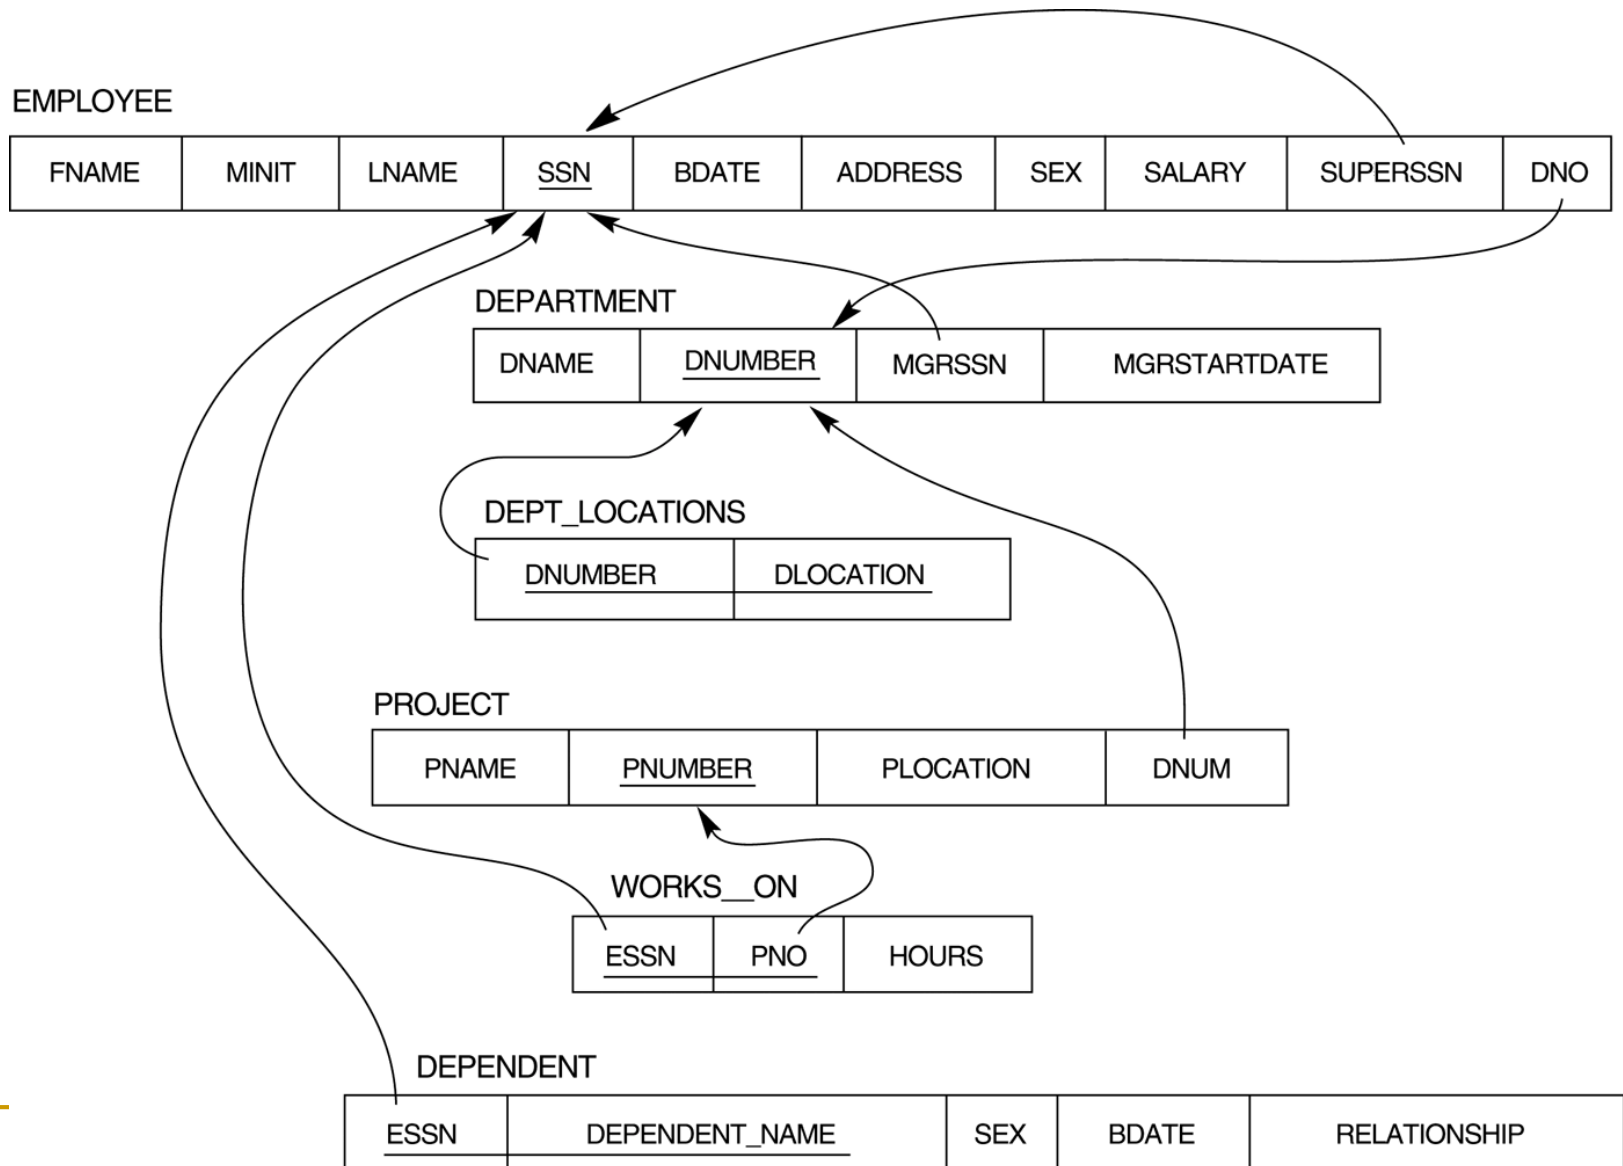 EMPLOYEE
FNAME MINIT LNAME SSN BDATE ADDRESS SEX SALARY SUPERSSN DNO
DEPARTMENT
DNAME DNUMBER MGRSSN MGRSTARTDATE
DEPT_LOCATIONS
DNUMBER DLOCATION
PROJECT
PNAME PNUMBER PLOCATION DNUM
WORKS__ON
ESSN PNO HOURS
DEPENDENT
ESSN DEPENDENT_NAME SEX BDATE RELATIONSHIP